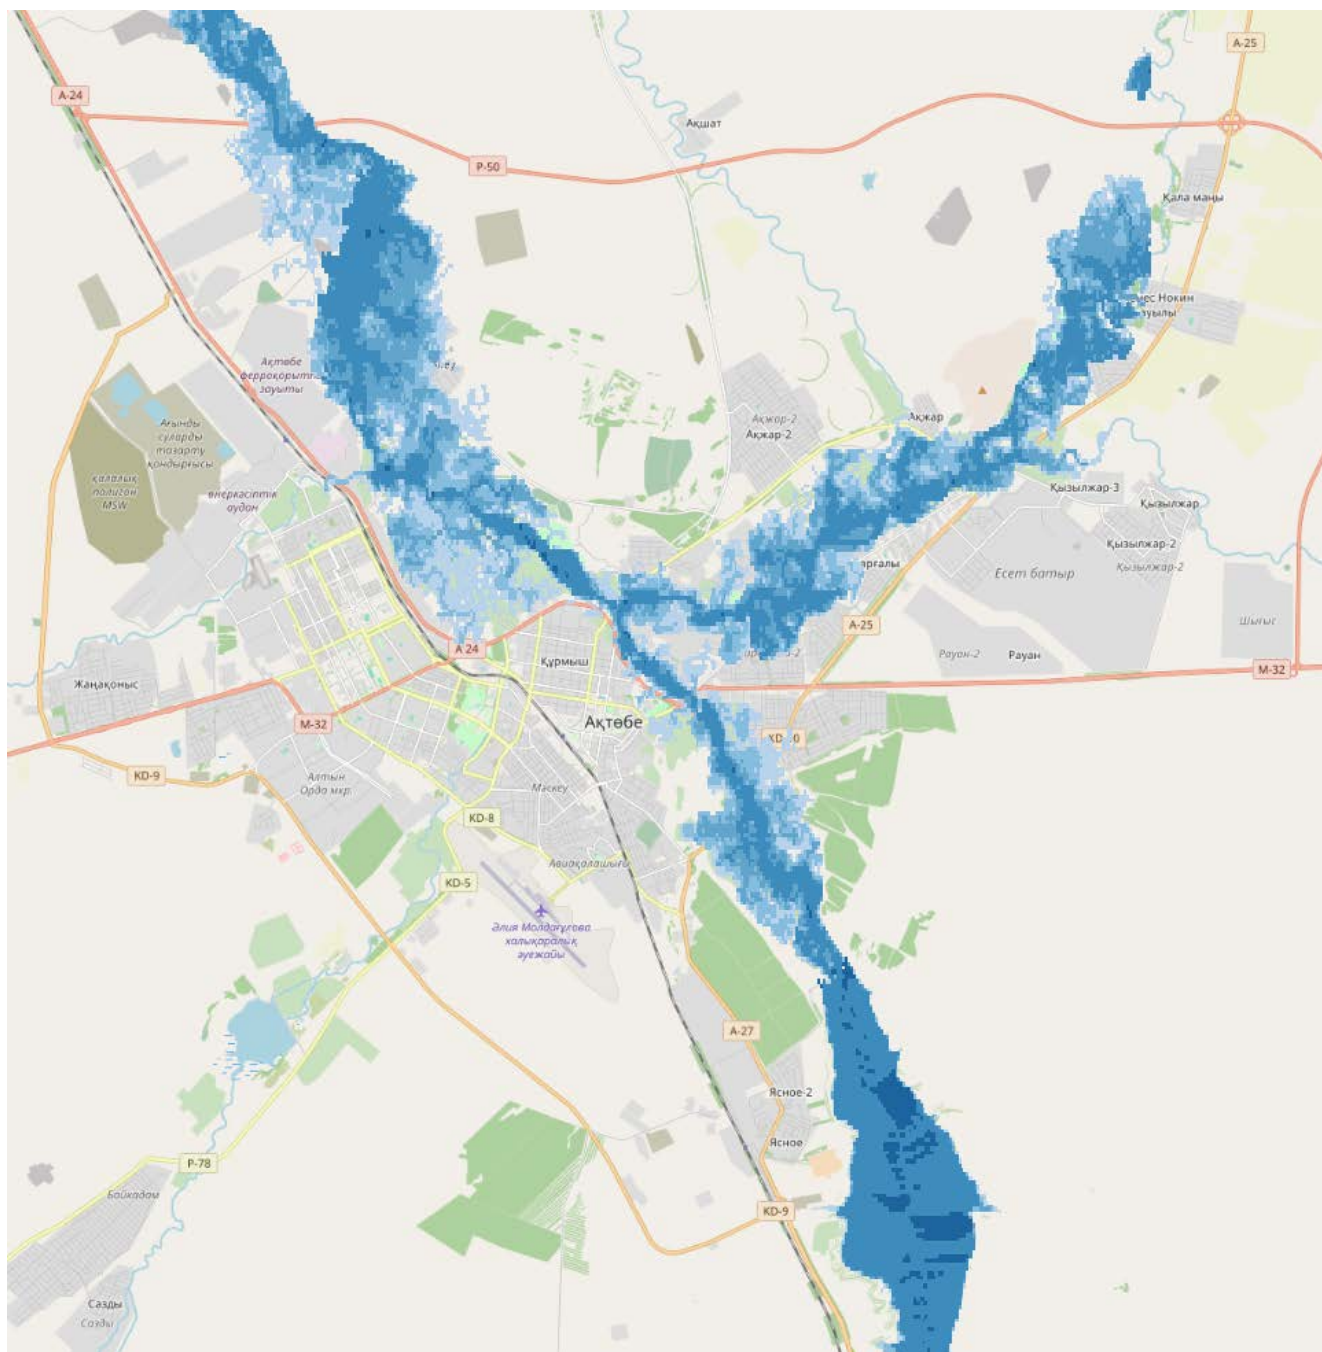 A-25
A-24
Ақшат
P-50
Қала маңы
Нокин
Ақтөбе
зауыты
Ақжар-2
Ақжар
Ақжар-2
Ағынды
суларды
тазарту
қондырғысы
қалалық
полигон
MSW
өнеркәсіптік
аудан
Қызылжар-3
Қызылжар
Қызылжар-2
Қызылжар-2
Есет батыр
A-25
Шығыс
A 24
Құрмыш
Рауан-2
Рауан
M-32
Жаңақоныс
M-32
Ақтөбе
KD-9
Алтын
Орда мкр.
Мәскеу
KD-8
Авиақалашығы
KD-5
Әлия Молдағұлова
халықаралық
әуежайы
A-27
Ясное-2
Ясное
P-78
Байкадам
KD-9
Сазды
Сазды